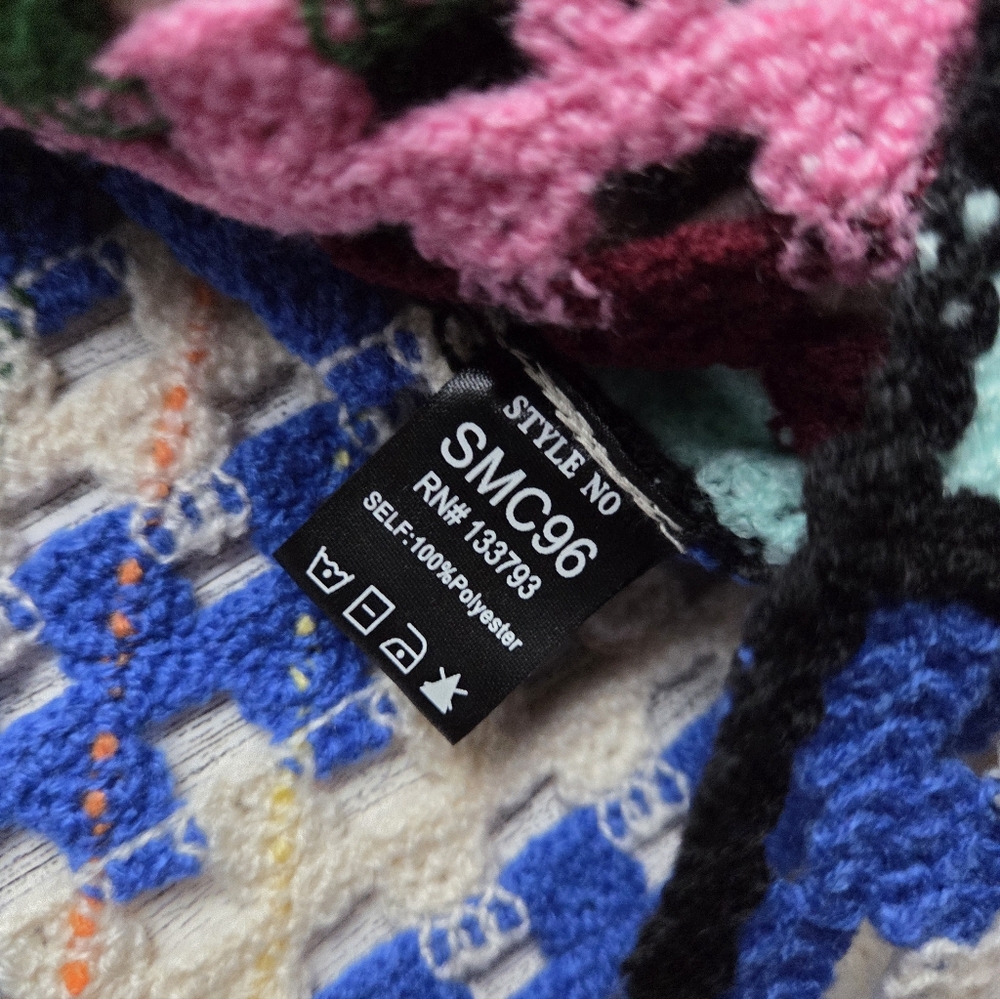 STYLE NO
SMC96
RN# 133793
SELF:100%Polyester